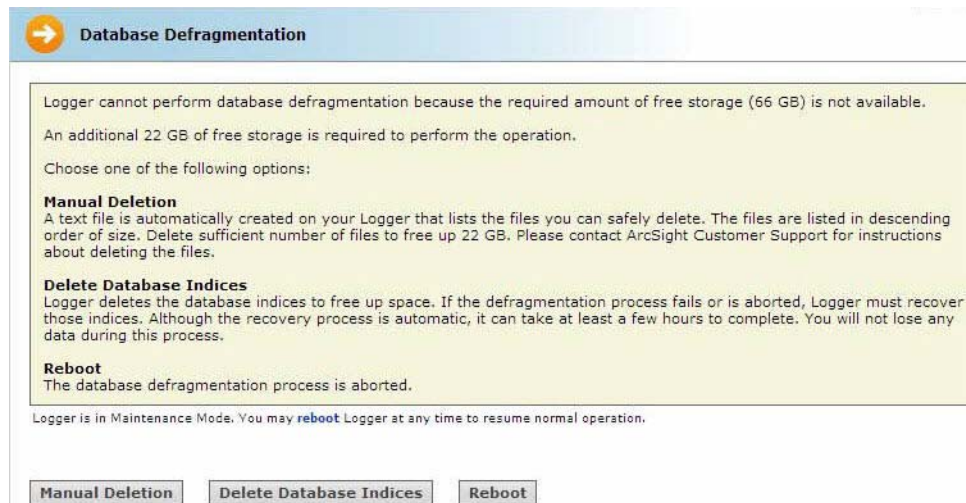 Database Defragmentation
Logger cannot perform database defragmentation because the required amount of free storage (66 GB) is not available.
An additional 22 GB of free storage is required to perform the operation.
Choose one of the following options:
Manual Deletion
A text file is automatically created on your Logger that lists the files you can safely delete. The files are listed in descending
order of size. Delete sufficient number of files to free up 22 GB. Please contact ArcSight Customer Support for instructions
about deleting the files.
Delete Database Indices
Logger deletes the database indices to free up space. If the defragmentation process fails or is aborted, Logger must recover
those indices. Although the recovery process is automatic, it can take at least a few hours to complete. You will not lose any
data during this process.
Reboot
The database defragmentation process is aborted.
Logger is in Maintenance Mode. You may reboot Logger at any time to resume normal operation.
Manual Deletion Delete Database Indices Reboot